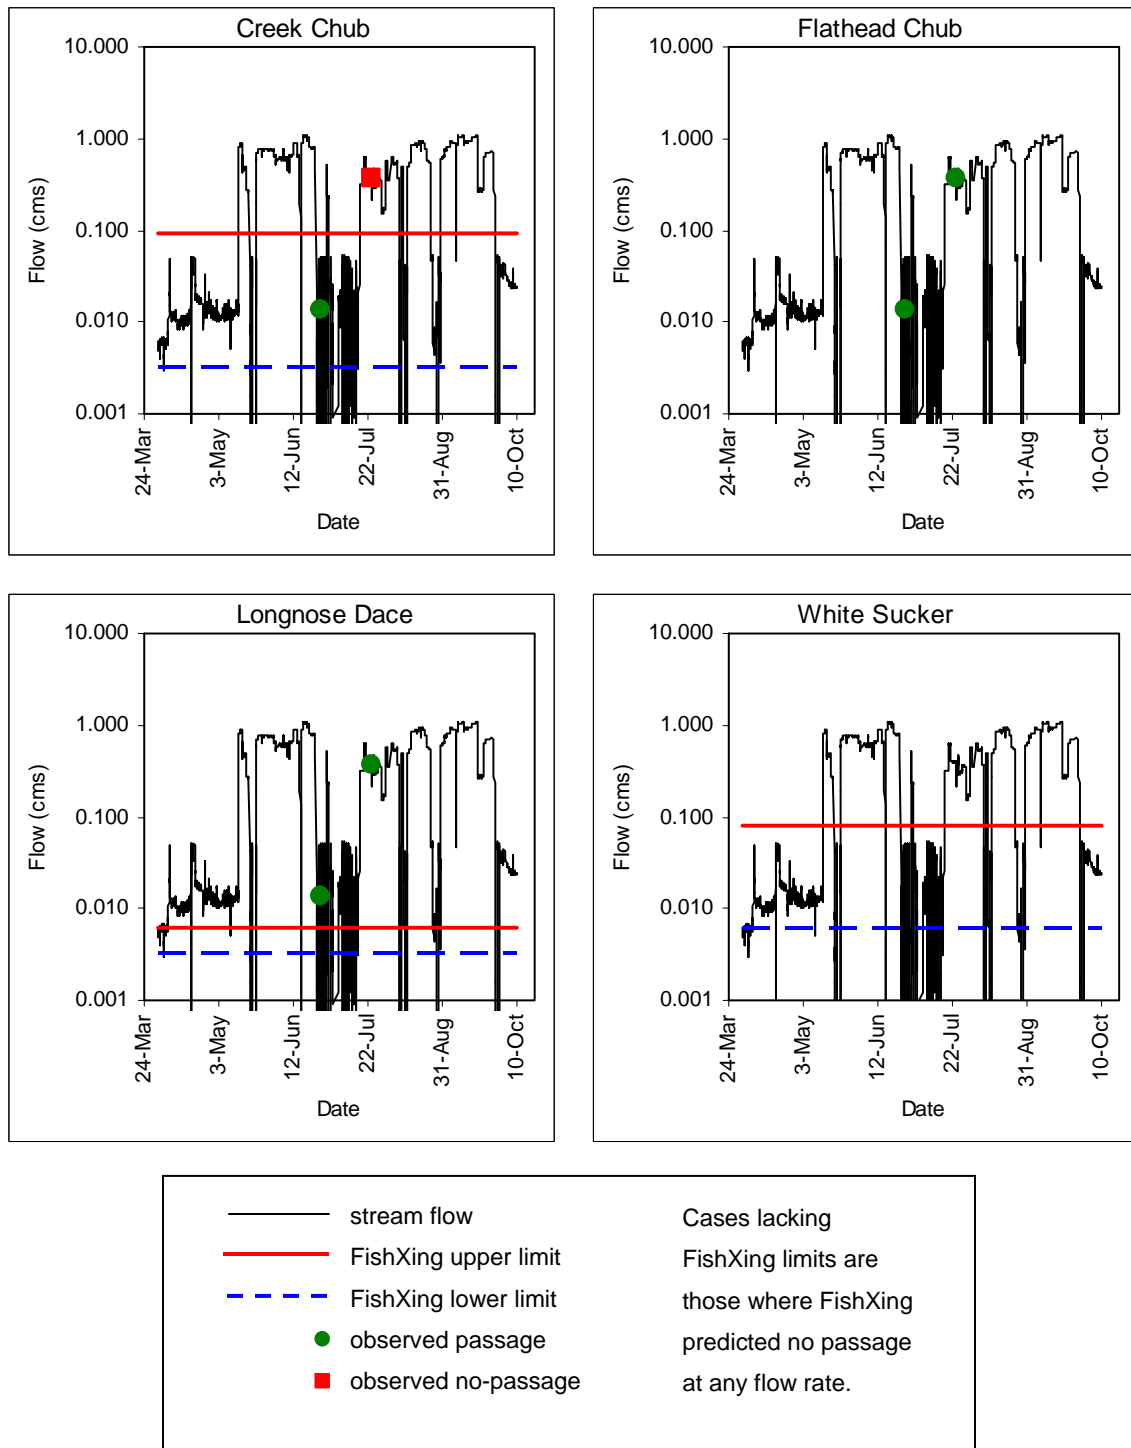 Creek Chub
10.000
1.000
0.100
0.010
0.001
Flow (cms)
24-Mar
3-May
12-Jun
22-Jul
31-Aug
10-Oct
Date
Flathead Chub
10.000
1.000
0.100
0.010
0.001
Flow (cms)
24-Mar
3-May
12-Jun
22-Jul
31-Aug
10-Oct
Date
Longnose Dace
10.000
1.000
0.100
0.010
0.001
Flow (cms)
24-Mar
3-May
12-Jun
22-Jul
31-Aug
10-Oct
Date
White Sucker
10.000
1.000
0.100
0.010
0.001
Flow (cms)
24-Mar
3-May
12-Jun
22-Jul
31-Aug
10-Oct
Date
stream flow
FishXing upper limit
FishXing lower limit
observed passage
observed no-passage
Cases lacking
FishXing limits are
those where FishXing
predicted no passage
at any flow rate.